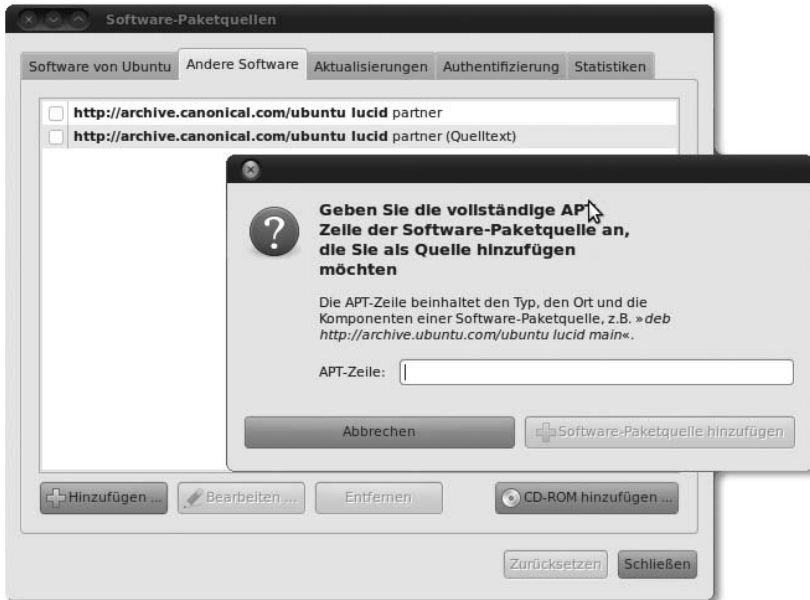 Software-Paketquellen
Software von Ubuntu
Andere Software
Aktualisierungen
Authentifizierung
Statistiken
http://archive.canonical.com/ubuntu lucid partner
http://archive.canonical.com/ubuntu lucid partner (Quelltext)
Geben Sie die vollständige APT-
Zeile der Software-Paketquelle an,
die Sie als Quelle hinzufügen
möchten
Die APT-Zeile beinhaltet den Typ, den Ort und die
Komponenten einer Software-Paketquelle, z.B. »deb
http://archive.ubuntu.com/ubuntu lucid main«.
APT-Zeile:
Abbrechen
Software-Paketquelle hinzufügen
Hinzufügen ...
Bearbeiten ...
Entfernen
CD-ROM hinzufügen ...
Zurücksetzen
Schließen